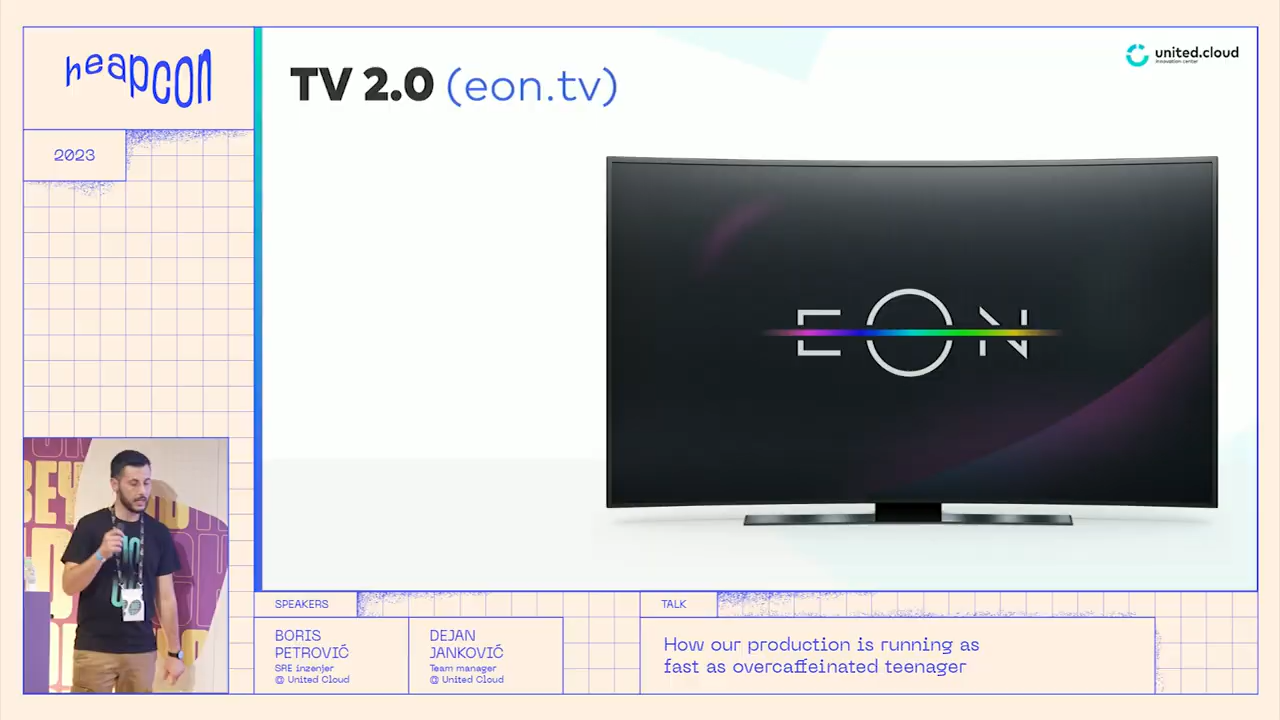 heapcon
2023
TV 2.0 (eon.tv)
united.cloud
innovation center
EON
SPEAKERS
BORIS
PETROVIĆ
SRE inzenjer
@ United Cloud
DEJAN
JANKOVIĆ
Team manager
@ United Cloud
TALK
How our production is running as
fast as overcaffeinated teenager